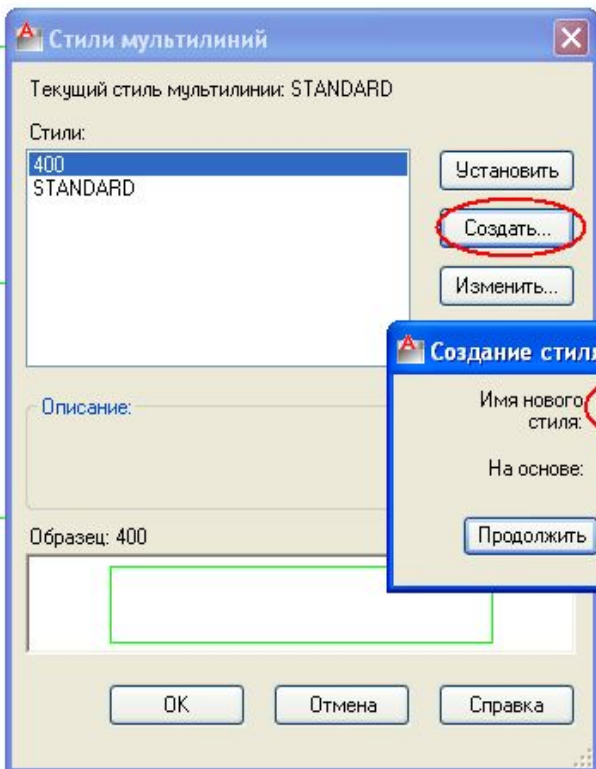 Стили мультилиний
Текущий стиль мультилинии: STANDARD
Стили:
400
STANDARD
Установить
Создать...
Изменить...
Создание стиля
Имя нового
стиля:
На основе:
Продолжить
Описание:
Образец: 400
OK
Отмена
Справка